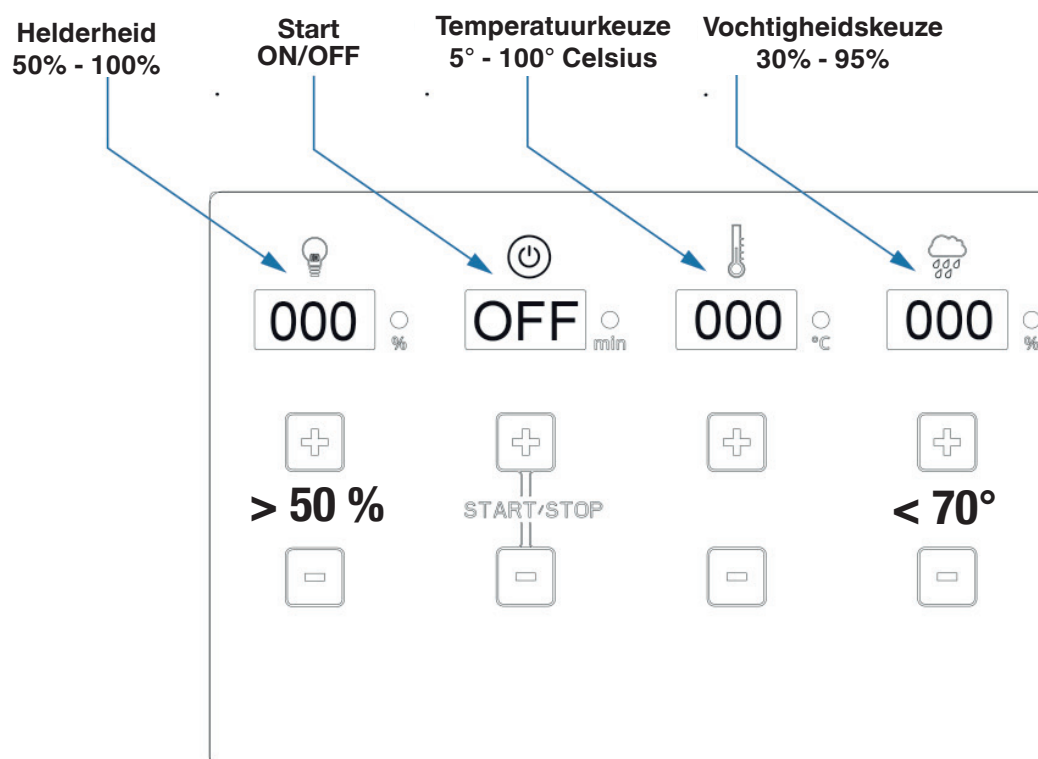 Helderheid
50% - 100%
Start
ON/OFF
Temperatuurkeuze
5° - 100° Celsius
Vochtigheidskeuze
30% - 95%
000 %
OFF min
000 °C
000 %
> 50 %
START/STOP
< 70°